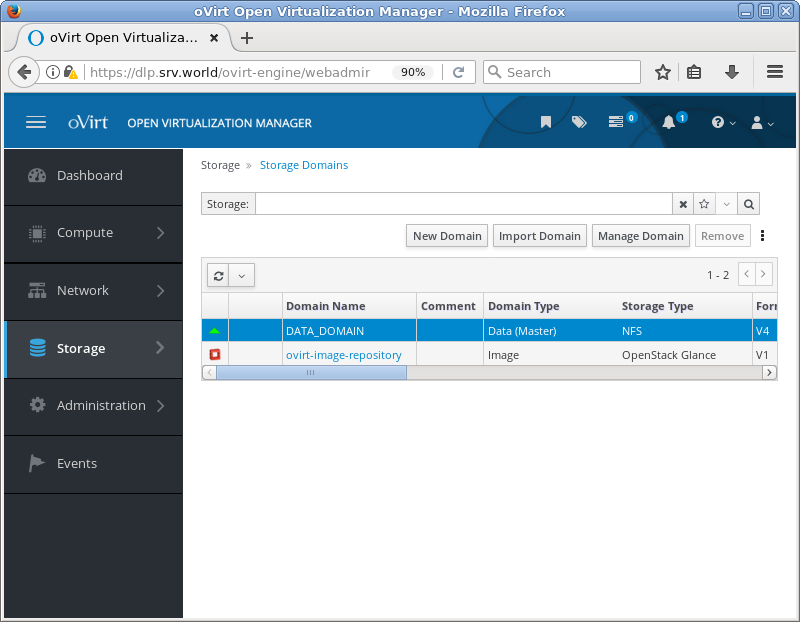 oVirt Open Virtualization Manager - Mozilla Firefox
oVirt Open Virtualiza...
https://dlp.srv.world/ovirt-engine/webadmir
90%
Search
oVirt OPEN VIRTUALIZATION MANAGER
0
1
Dashboard
Compute
Network
Storage
Administration
Events
Storage » Storage Domains
Storage:
New Domain Import Domain Manage Domain Remove
1 - 2
Domain Name Comment Domain Type Storage Type Forr
DATA_DOMAIN Data (Master) NFS V4
ovirt-image-repository Image OpenStack Glance V1